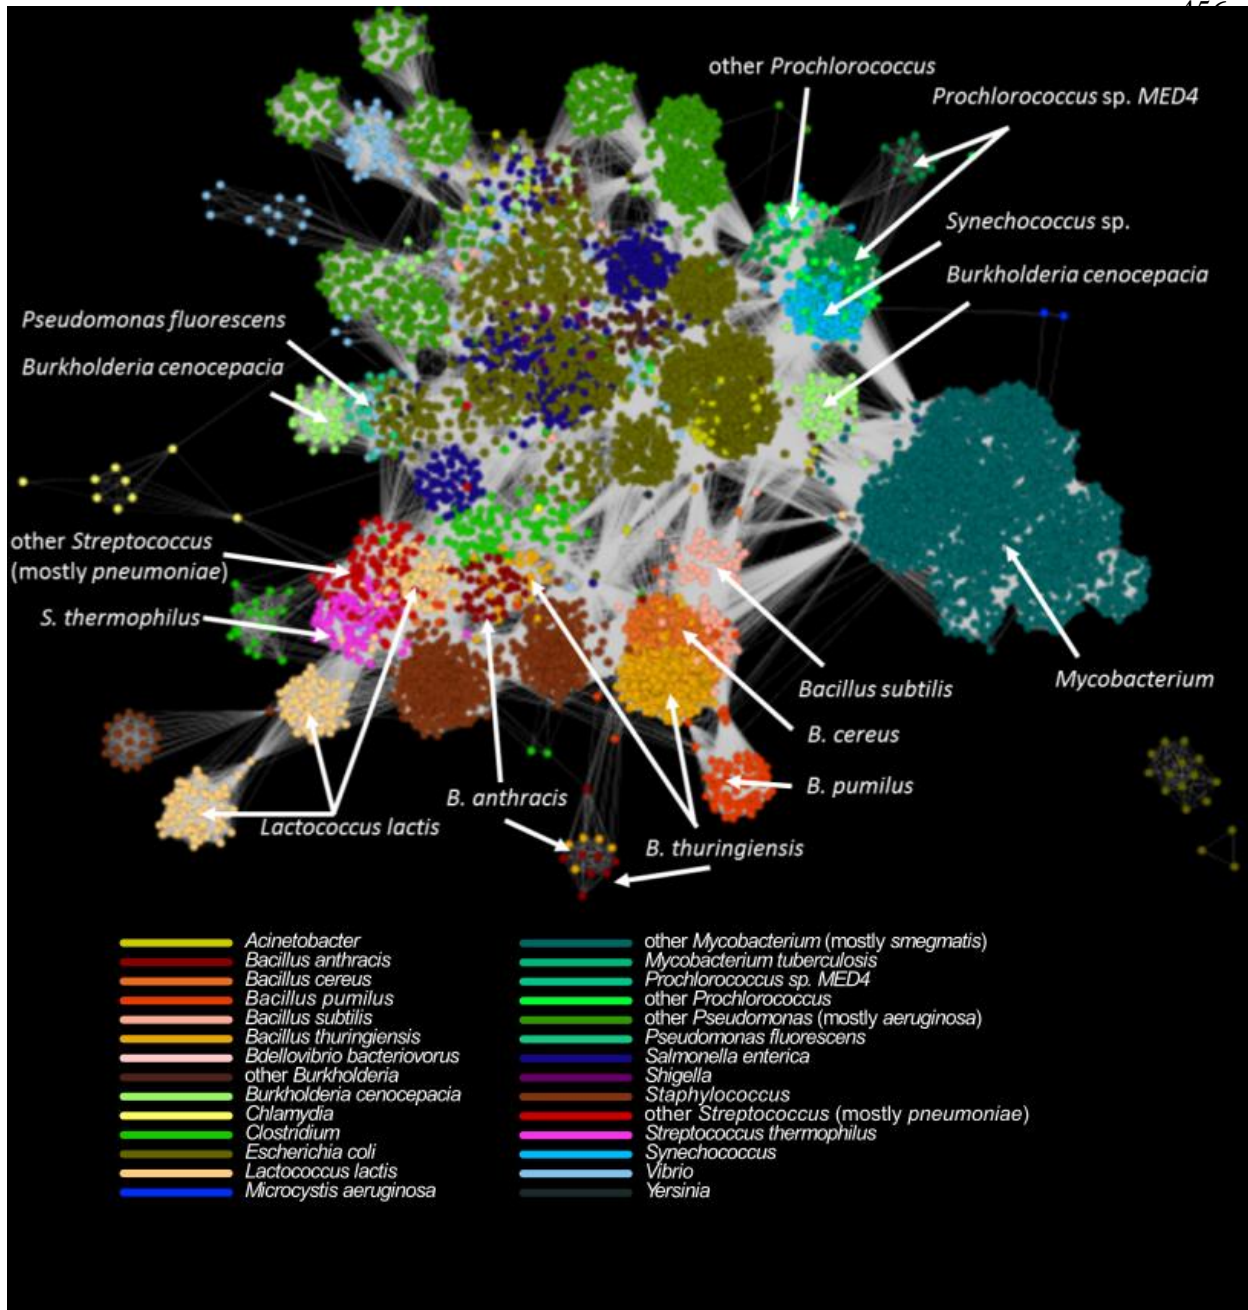 456
other Prochlorococcus
Prochlorococcus sp. MED4
Synechococcus sp.
Burkholderia cenocepacia
Pseudomonas fluorescens
Burkholderia cenocepacia
other Streptococcus
(mostly pneumoniae)
S. thermophilus
Bacillus subtilis
Mycobacterium
B. cereus
B. pumilus
B. anthracis
Lactococcus lactis
B. thuringiensis
Acinetobacter
Bacillus anthracis
Bacillus cereus
Bacillus pumilus
Bacillus subtilis
Bacillus thuringiensis
Bdellovibrio bacteriovorus
other Burkholderia
Burkholderia cenocepacia
Chlamydia
Clostridium
Escherichia coli
Lactococcus lactis
Microcystis aeruginosa
other Mycobacterium (mostly smegmatis)
Mycobacterium tuberculosis
Prochlorococcus sp. MED4
other Prochlorococcus
other Pseudomonas (mostly aeruginosa)
Pseudomonas fluorescens
Salmonella enterica
Shigella
Staphylococcus
other Streptococcus (mostly pneumoniae)
Streptococcus thermophilus
Synechococcus
Vibrio
Yersinia